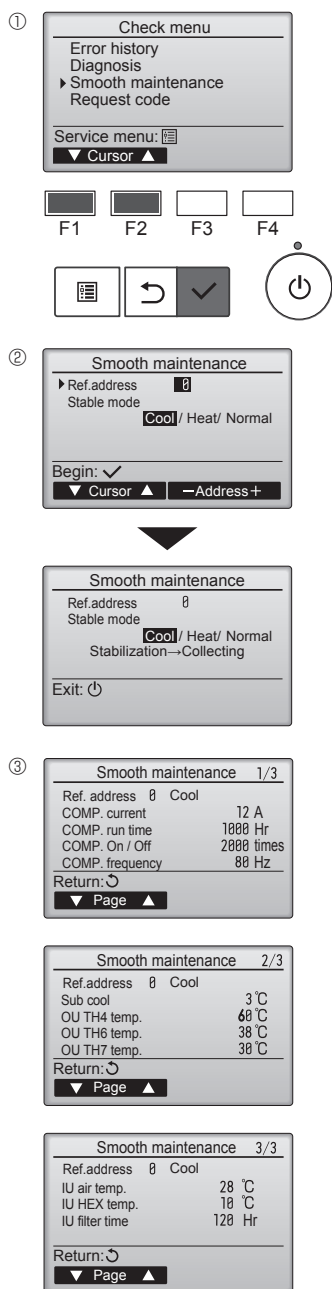 ①
Check menu
Error history
Diagnosis
Smooth maintenance
Request code
Service menu:
▼ Cursor ▲
F1 F2 F3 F4
②
Smooth maintenance
Ref.address 0
Stable mode
Cool / Heat/ Normal
Begin: ✓
▼ Cursor ▲ −Address+
Smooth maintenance
Ref.address 0
Stable mode
Cool / Heat/ Normal
Stabilization→Collecting
Exit:
③
Smooth maintenance 1/3
Ref. address 0 Cool
COMP. current 12 A
COMP. run time 1000 Hr
COMP. On / Off 2000 times
COMP. frequency 80 Hz
Return:
▼ Page ▲
Smooth maintenance 2/3
Ref.address 0 Cool
Sub cool 3℃
OU TH4 temp. 60℃
OU TH6 temp. 38℃
OU TH7 temp. 30℃
Return:
▼ Page ▲
Smooth maintenance 3/3
Ref.address 0 Cool
IU air temp. 28 ℃
IU HEX temp. 10 ℃
IU filter time 120 Hr
Return:
▼ Page ▲